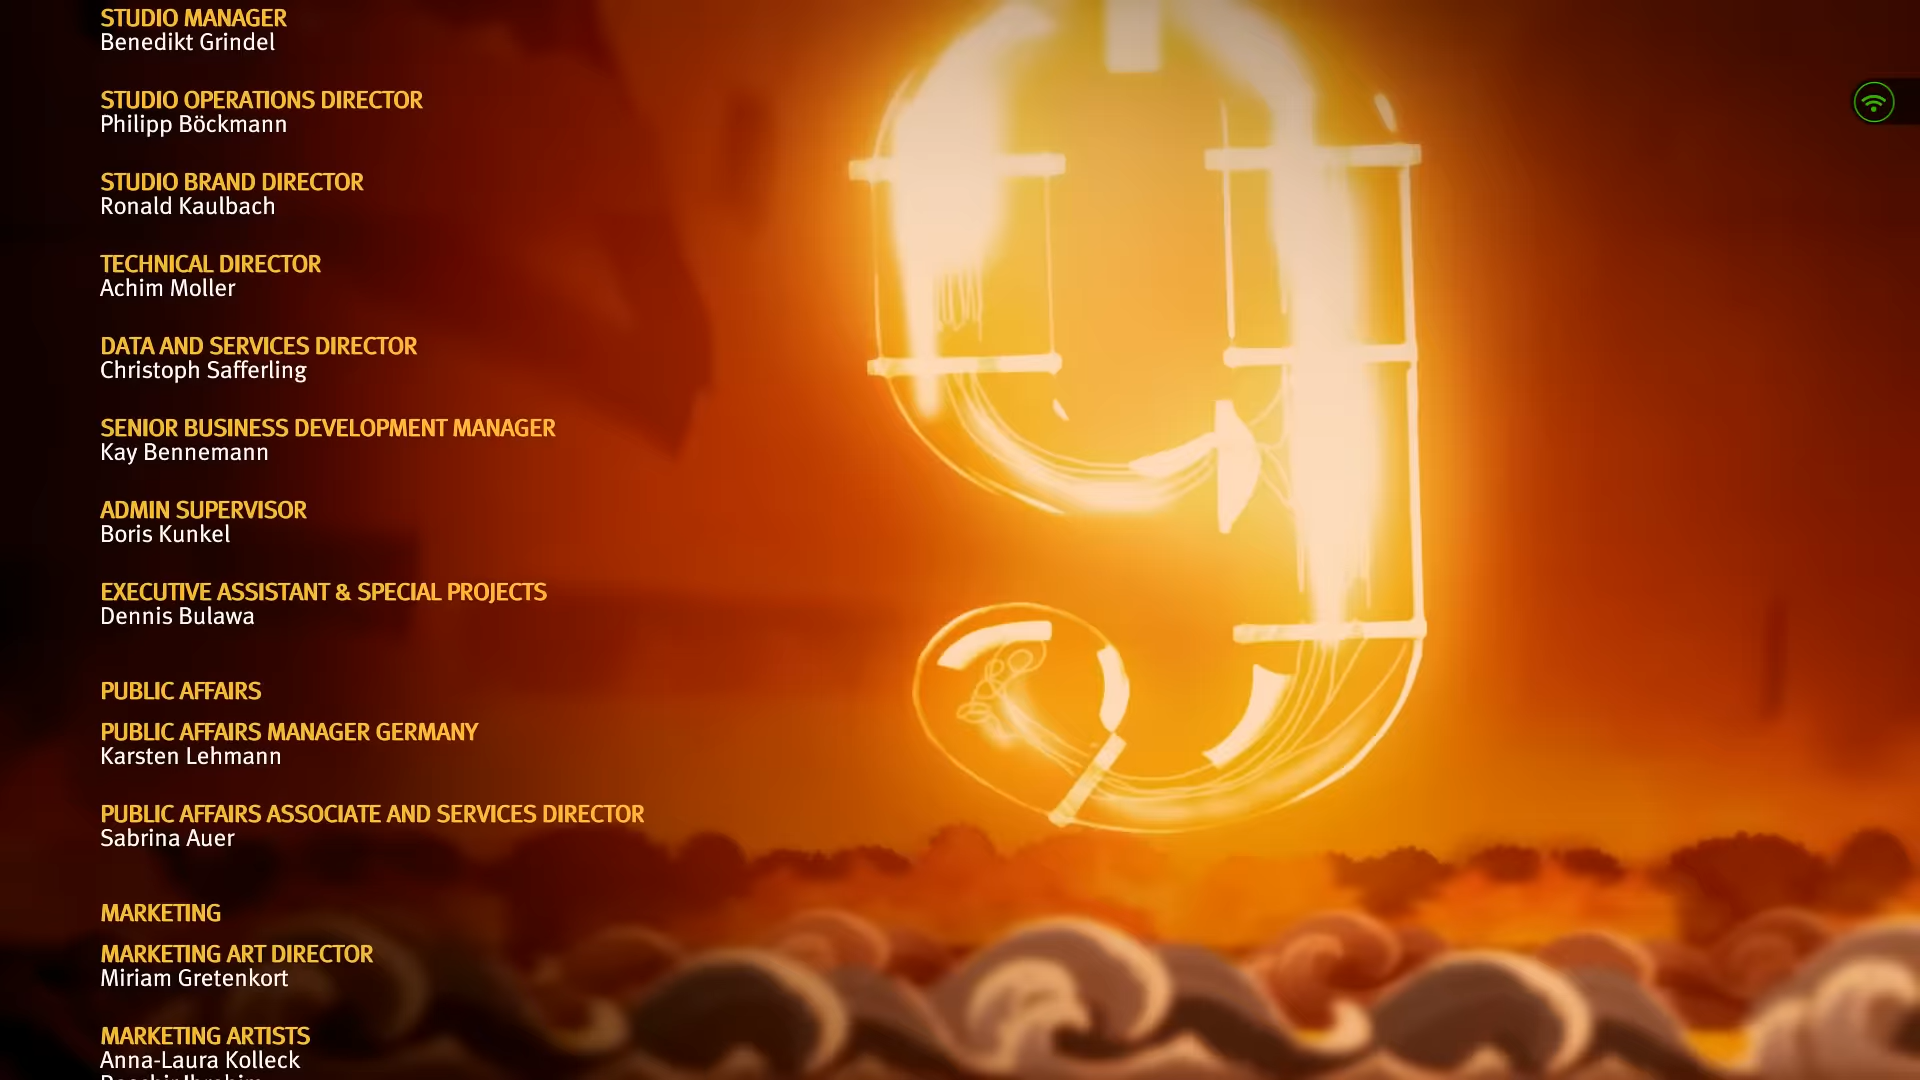 STUDIO MANAGER
Benedikt Grindel
STUDIO OPERATIONS DIRECTOR
Philipp Böckmann
STUDIO BRAND DIRECTOR
Ronald Kaulbach
TECHNICAL DIRECTOR
Achim Moller
DATA AND SERVICES DIRECTOR
Christoph Safferling
SENIOR BUSINESS DEVELOPMENT MANAGER
Kay Bennemann
ADMIN SUPERVISOR
Boris Kunkel
EXECUTIVE ASSISTANT & SPECIAL PROJECTS
Dennis Bulawa
PUBLIC AFFAIRS
PUBLIC AFFAIRS MANAGER GERMANY
Karsten Lehmann
PUBLIC AFFAIRS ASSOCIATE AND SERVICES DIRECTOR
Sabrina Auer
MARKETING
MARKETING ART DIRECTOR
Miriam Gretenkort
MARKETING ARTISTS
Anna-Laura Kolleck